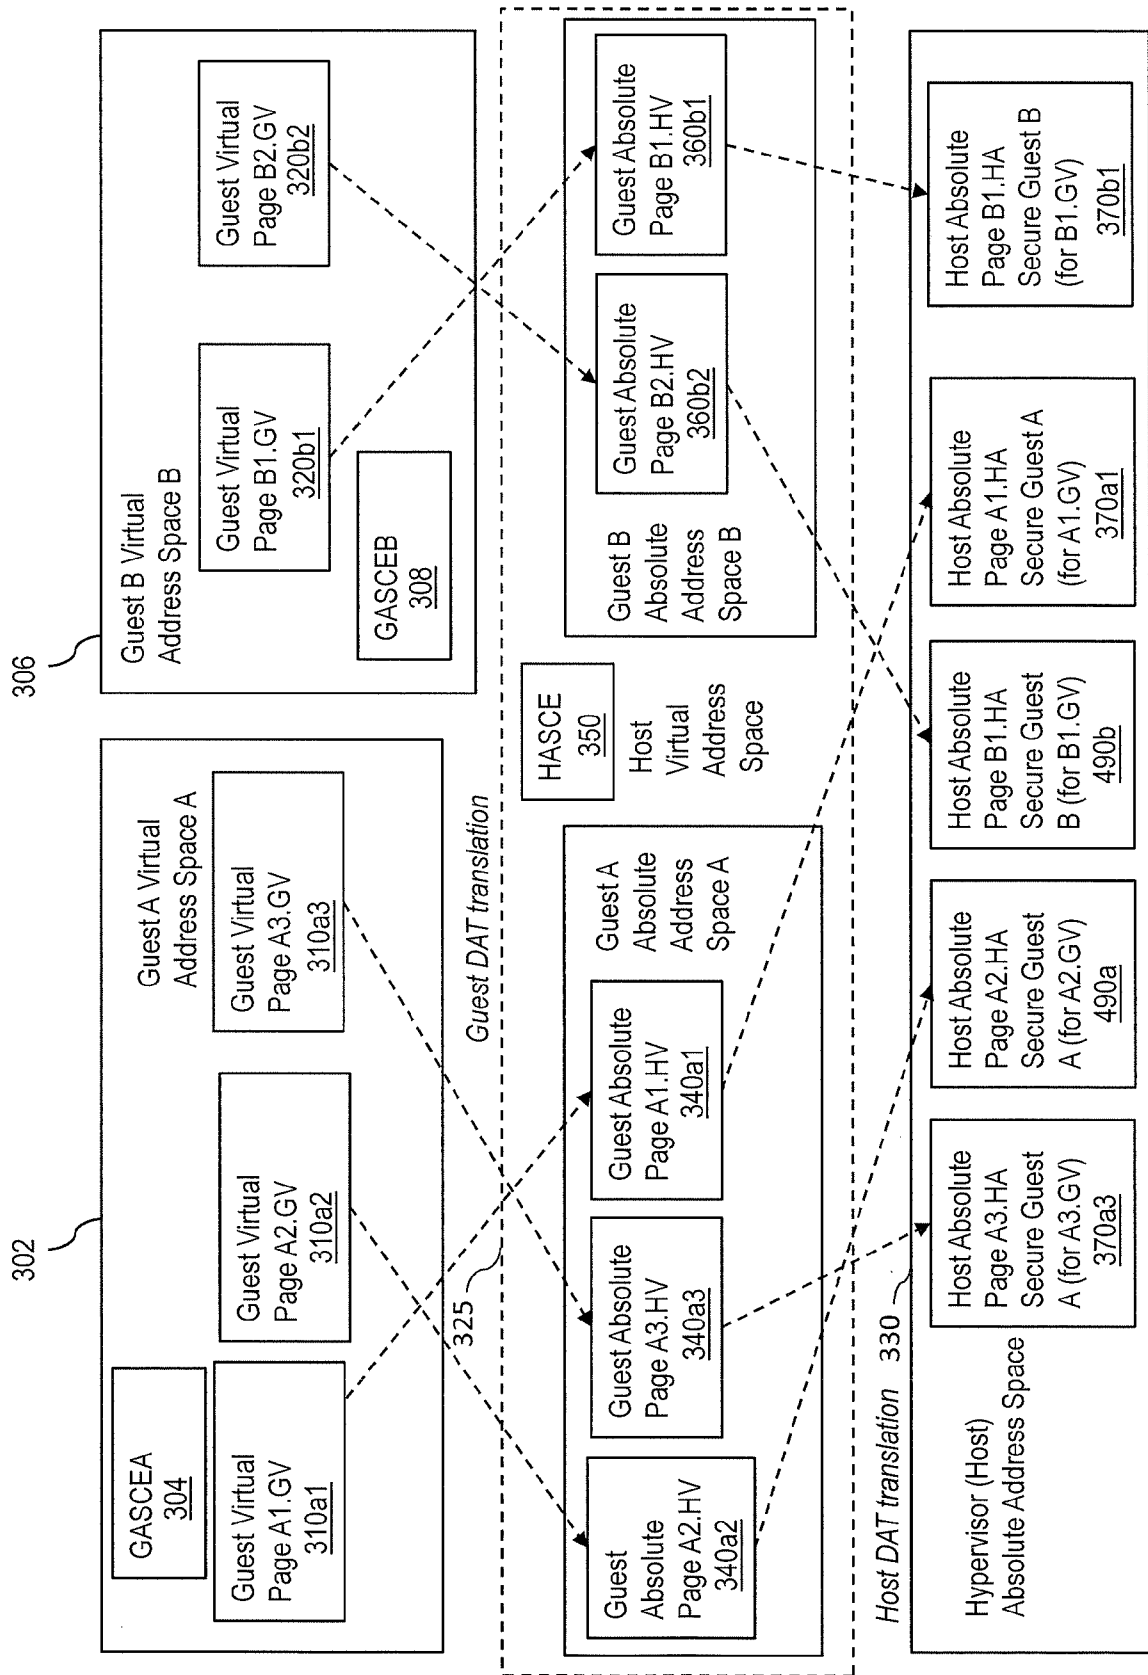 302
GASCEA
304
Guest Virtual
Page A1.GV
310a1
Guest Virtual
Page A2.GV
310a2
Guest A Virtual
Address Space A
Guest Virtual
Page A3.GV
310a3
306
Guest B Virtual
Address Space B
GASCEB
308
Guest Virtual
Page B1.GV
320b1
Guest Virtual
Page B2.GV
320b2
325
Guest DAT translation
Guest
Absolute
Page A2.HV
340a2
Guest Absolute
Page A3.HV
340a3
Guest Absolute
Page A1.HV
340a1
Guest A
Absolute
Address
Space A
HASCE
350
Host
Virtual
Address
Space
Guest B
Absolute
Address
Space B
Guest Absolute
Page B2.HV
360b2
Guest Absolute
Page B1.HV
360b1
Host DAT translation 330
Hypervisor (Host)
Absolute Address Space
Host Absolute
Page A3.HA
Secure Guest
A (for A3.GV)
370a3
Host Absolute
Page A2.HA
Secure Guest
A (for A2.GV)
490a
Host Absolute
Page B1.HA
Secure Guest
B (for B1.GV)
490b
Host Absolute
Page A1.HA
Secure Guest A
(for A1.GV)
370a1
Host Absolute
Page B1.HA
Secure Guest B
(for B1.GV)
370b1